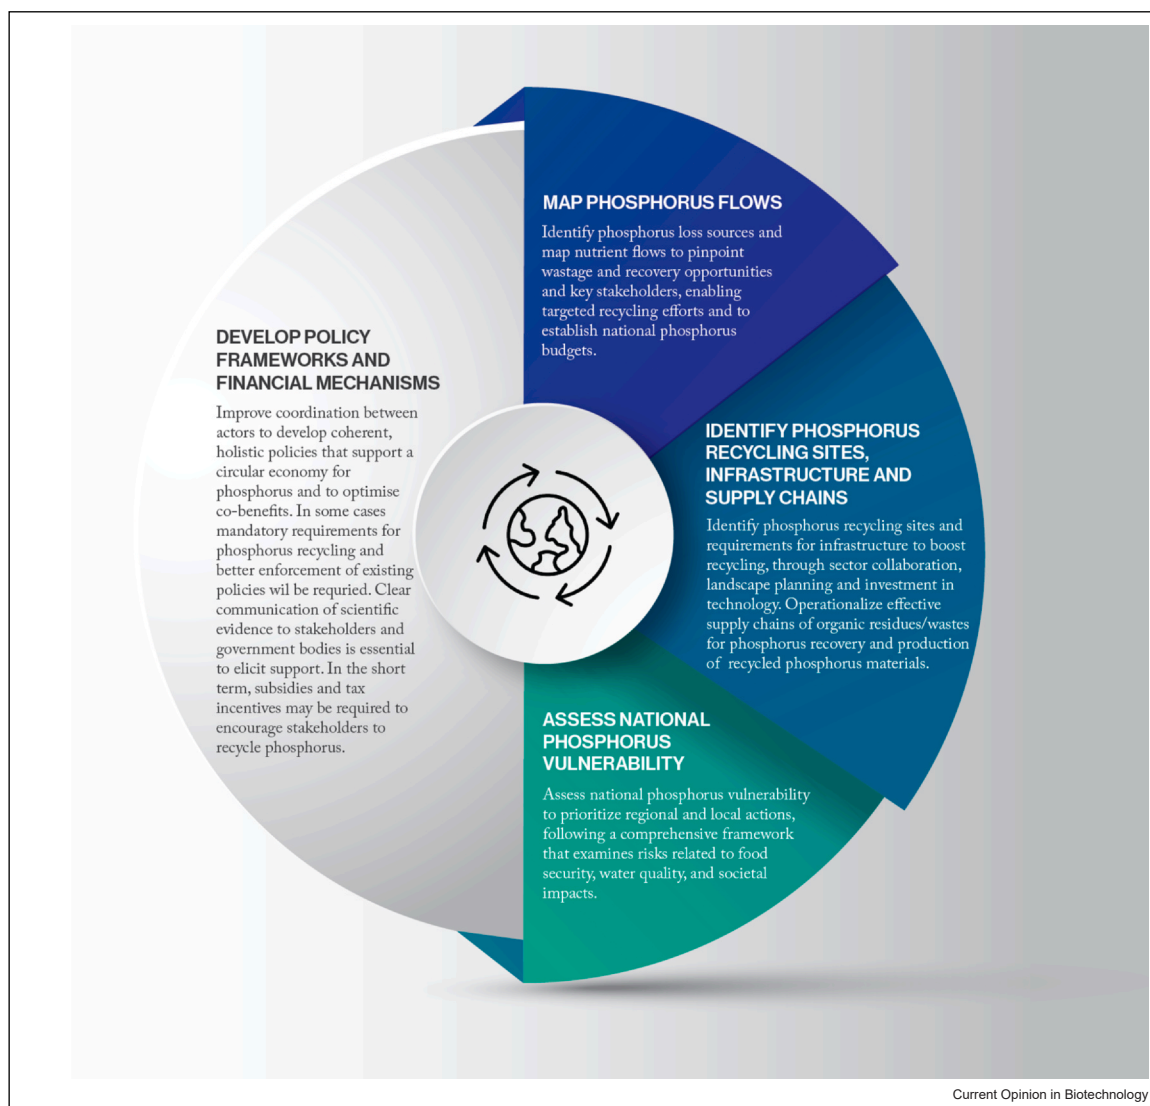 MAP PHOSPHORUS FLOWS
Identify phosphorus loss sources and
map nutrient flows to pinpoint
wastage and recovery opportunities
and key stakeholders, enabling
targeted recycling efforts and to
establish national phosphorus
budgets.
DEVELOP POLICY
FRAMEWORKS AND
FINANCIAL MECHANISMS
Improve coordination between
actors to develop coherent,
holistic policies that support a
circular economy for
phosphorus and to optimise
co-benefits. In some cases
mandatory requirements for
phosphorus recycling and
better enforcement of existing
policies wil be requried. Clear
communication of scientific
evidence to stakeholders and
government bodies is essential
to elicit support. In the short
term, subsidies and tax
incentives may be required to
encourage stakeholders to
recycle phosphorus.
IDENTIFY PHOSPHORUS
RECYCLING SITES,
INFRASTRUCTURE AND
SUPPLY CHAINS
Identify phosphorus recycling sites and
requirements for infrastructure to boost
recycling, through sector collaboration,
landscape planning and investment in
technology. Operationalize effective
supply chains of organic residues/wastes
for phosphorus recovery and production
of recycled phosphorus materials.
ASSESS NATIONAL
PHOSPHORUS
VULNERABILITY
Assess national phosphorus vulnerability
to prioritize regional and local actions,
following a comprehensive framework
that examines risks related to food
security, water quality, and societal
impacts.
Current Opinion in Biotechnology